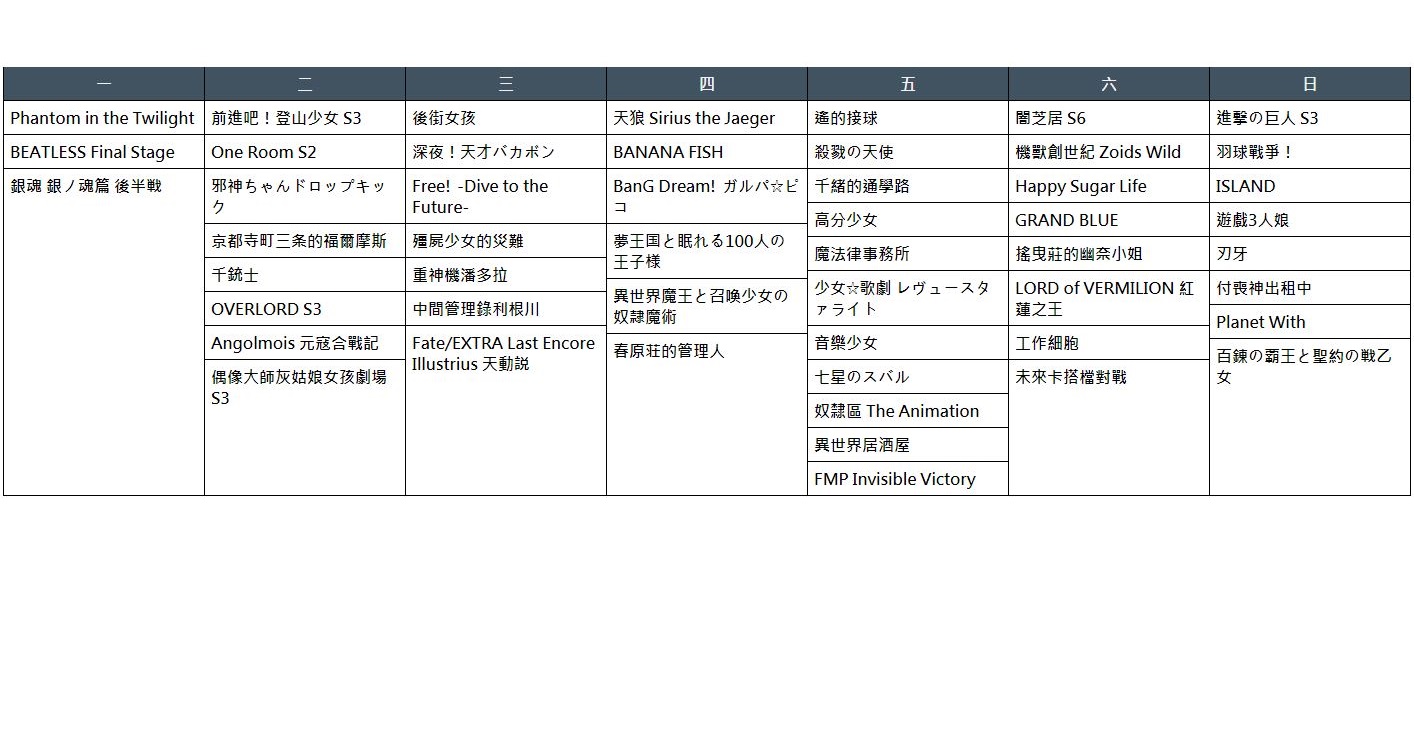 一
二
三
四
五
六
日
Phantom in the Twilight
BEATLESS Final Stage
銀魂 銀ノ魂篇 後半戦
前進吧！登山少女 S3
One Room S2
邪神ちゃんドロップキッ
ク
京都寺町三条的福爾摩斯
千銃士
OVERLORD S3
Angolmois 元寇合戰記
偶像大師灰姑娘女孩劇場
S3
後街女孩
深夜！天才バカボン
Free! -Dive to the
Future-
殭屍少女的災難
重神機潘多拉
中間管理錄利根川
Fate/EXTRA Last Encore
Illustrius 天動説
天狼 Sirius the Jaeger
BANANA FISH
BanG Dream! ガルパ☆ピ
コ
夢王国と眠れる100人の
王子様
異世界魔王と召喚少女の
奴隷魔術
春原荘的管理人
遙的接球
殺戮の天使
千緒的通學路
高分少女
魔法律事務所
少女☆歌劇 レヴュースタ
ァライト
音樂少女
七星のスバル
奴隸區 The Animation
異世界居酒屋
FMP Invisible Victory
闇芝居 S6
機獸創世紀 Zoids Wild
Happy Sugar Life
GRAND BLUE
搖曳莊的幽奈小姐
LORD of VERMILION 紅
蓮之王
工作細胞
未來卡搭檔對戰
進擊の巨人 S3
羽球戰爭！
ISLAND
遊戲3人娘
刃牙
付喪神出租中
Planet With
百錬の覇王と聖約の戦乙
女